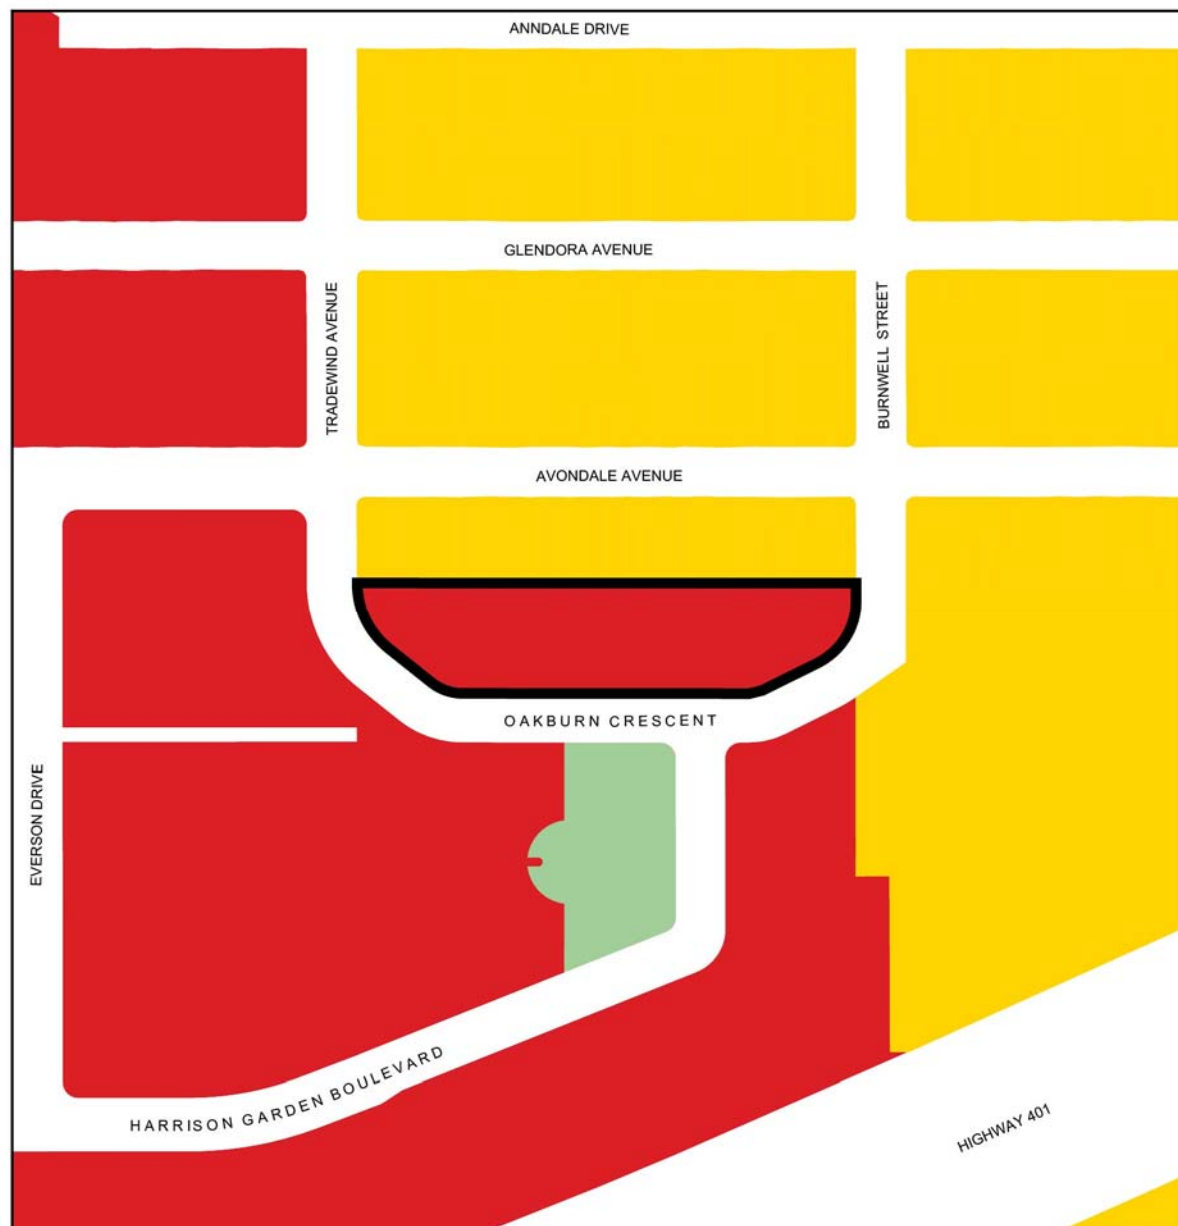 ANNDALE DRIVE
GLENDORA AVENUE
TRADEWIND AVENUE
BURNWELL STREET
AVONDALE AVENUE
OAKBURN CRESCENT
EVERSON DRIVE
HARRISON GARDEN BOULEVARD
HIGHWAY 401